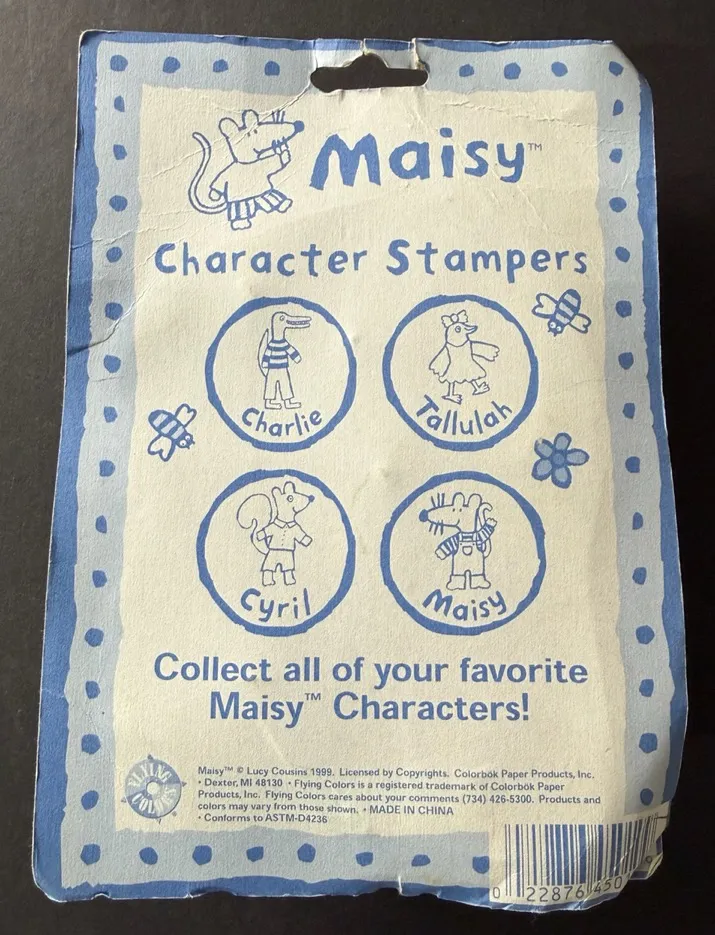 Maisy™
Character Stampers
Charlie
Tallulah
Cyril
Maisy
Collect all of your favorite
Maisy™ Characters!
FLYING COLORS
Maisy™ © Lucy Cousins 1999. Licensed by Copyrights. Colorbök Paper Products, Inc.
• Dexter, MI 48130 • Flying Colors is a registered trademark of Colorbök Paper
Products, Inc. Flying Colors cares about your comments (734) 426-5300. Products and
colors may vary from those shown. • MADE IN CHINA
• Conforms to ASTM-D4236
0 22876 450